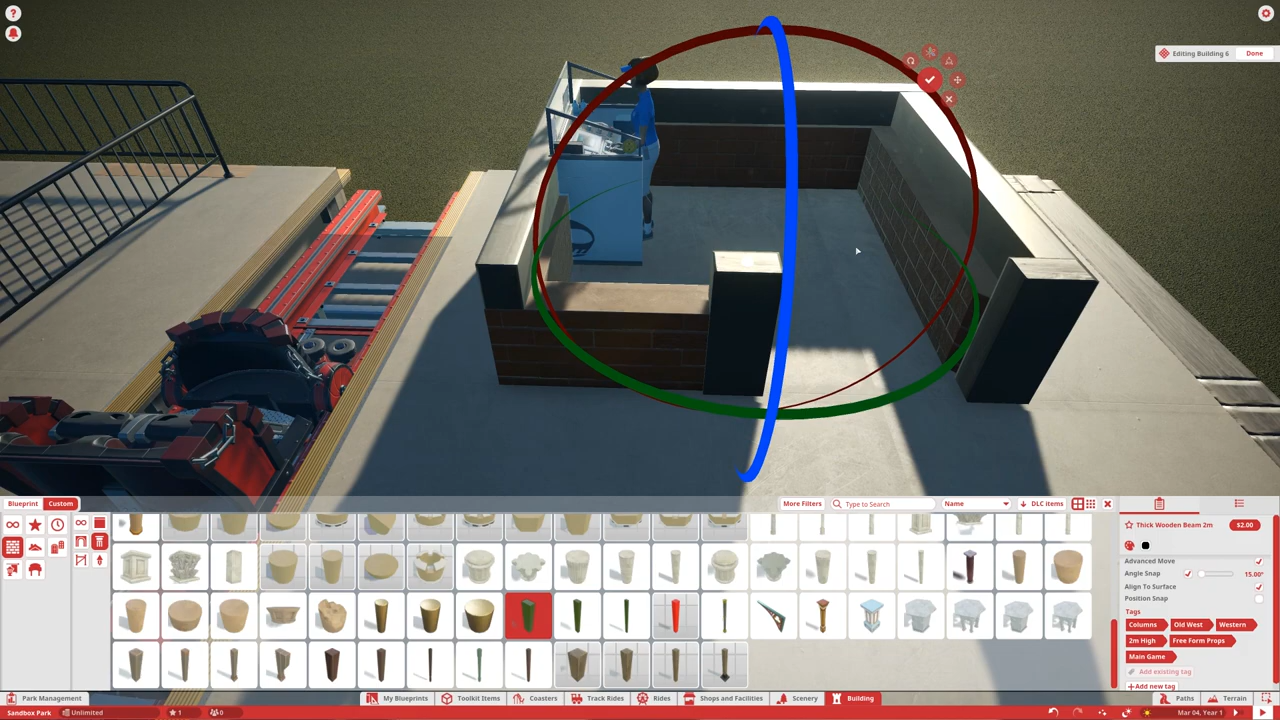 ?
Editing Building 6 Done
Blueprint Custom
More Filters Type to Search Name DLC items
Thick Wooden Beam 2m $2.00
Advanced Move
Angle Snap 15.00°
Align To Surface
Position Snap
Tags
Columns Old West Western
2m High Free Form Props
Main Game
Add existing tag
+Add new tag
Park Management My Blueprints Toolkit Items Coasters Track Rides Rides Shops and Facilities Scenery Building Paths Terrain
Sandbox Park Unlimited 1 0 Mar 04, Year 1